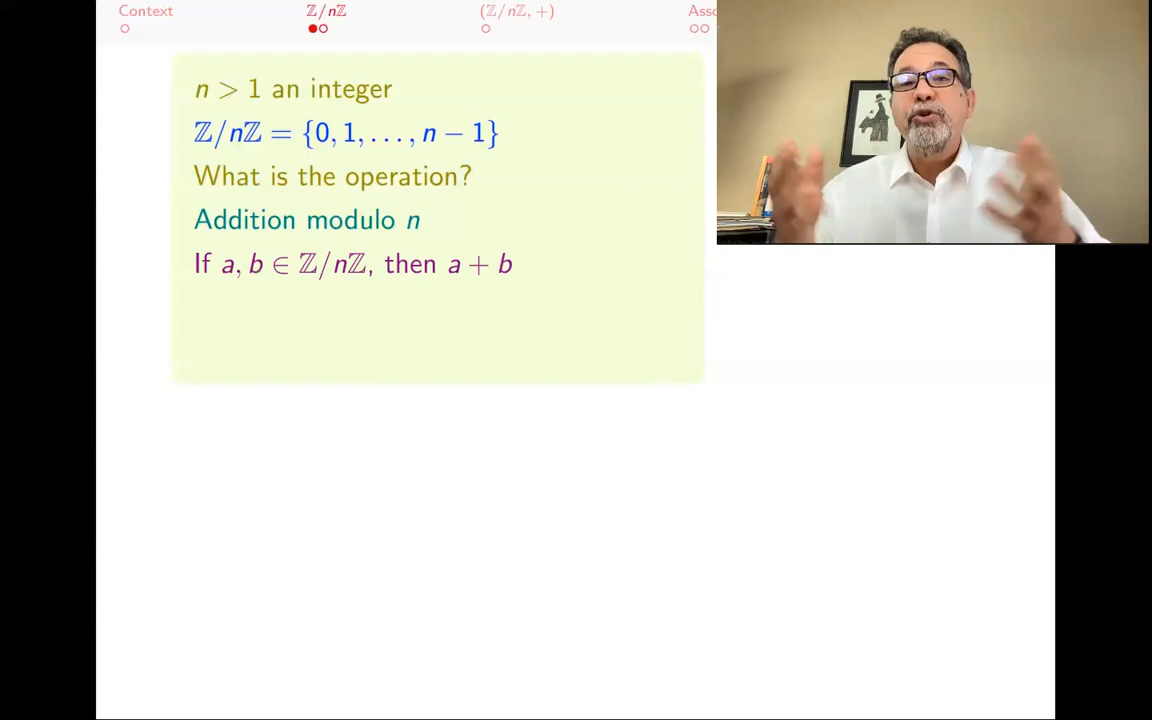 Context
ℤ/nℤ
(ℤ/nℤ, +)
n > 1 an integer
ℤ/nℤ = {0, 1, . . . , n − 1}
What is the operation?
Addition modulo n
If a, b ∈ ℤ/nℤ, then a + b